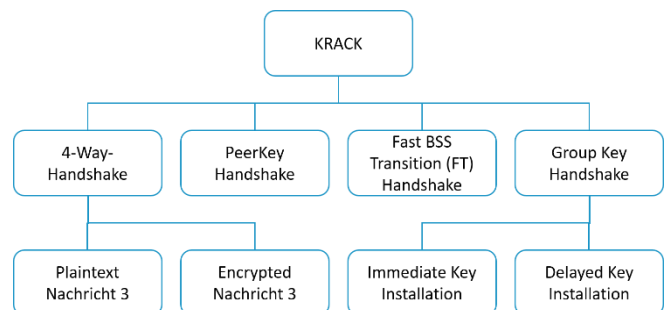 KRACK
4-Way-
Handshake
PeerKey
Handshake
Fast BSS
Transition (FT)
Handshake
Group Key
Handshake
Plaintext
Nachricht 3
Encrypted
Nachricht 3
Immediate Key
Installation
Delayed Key
Installation